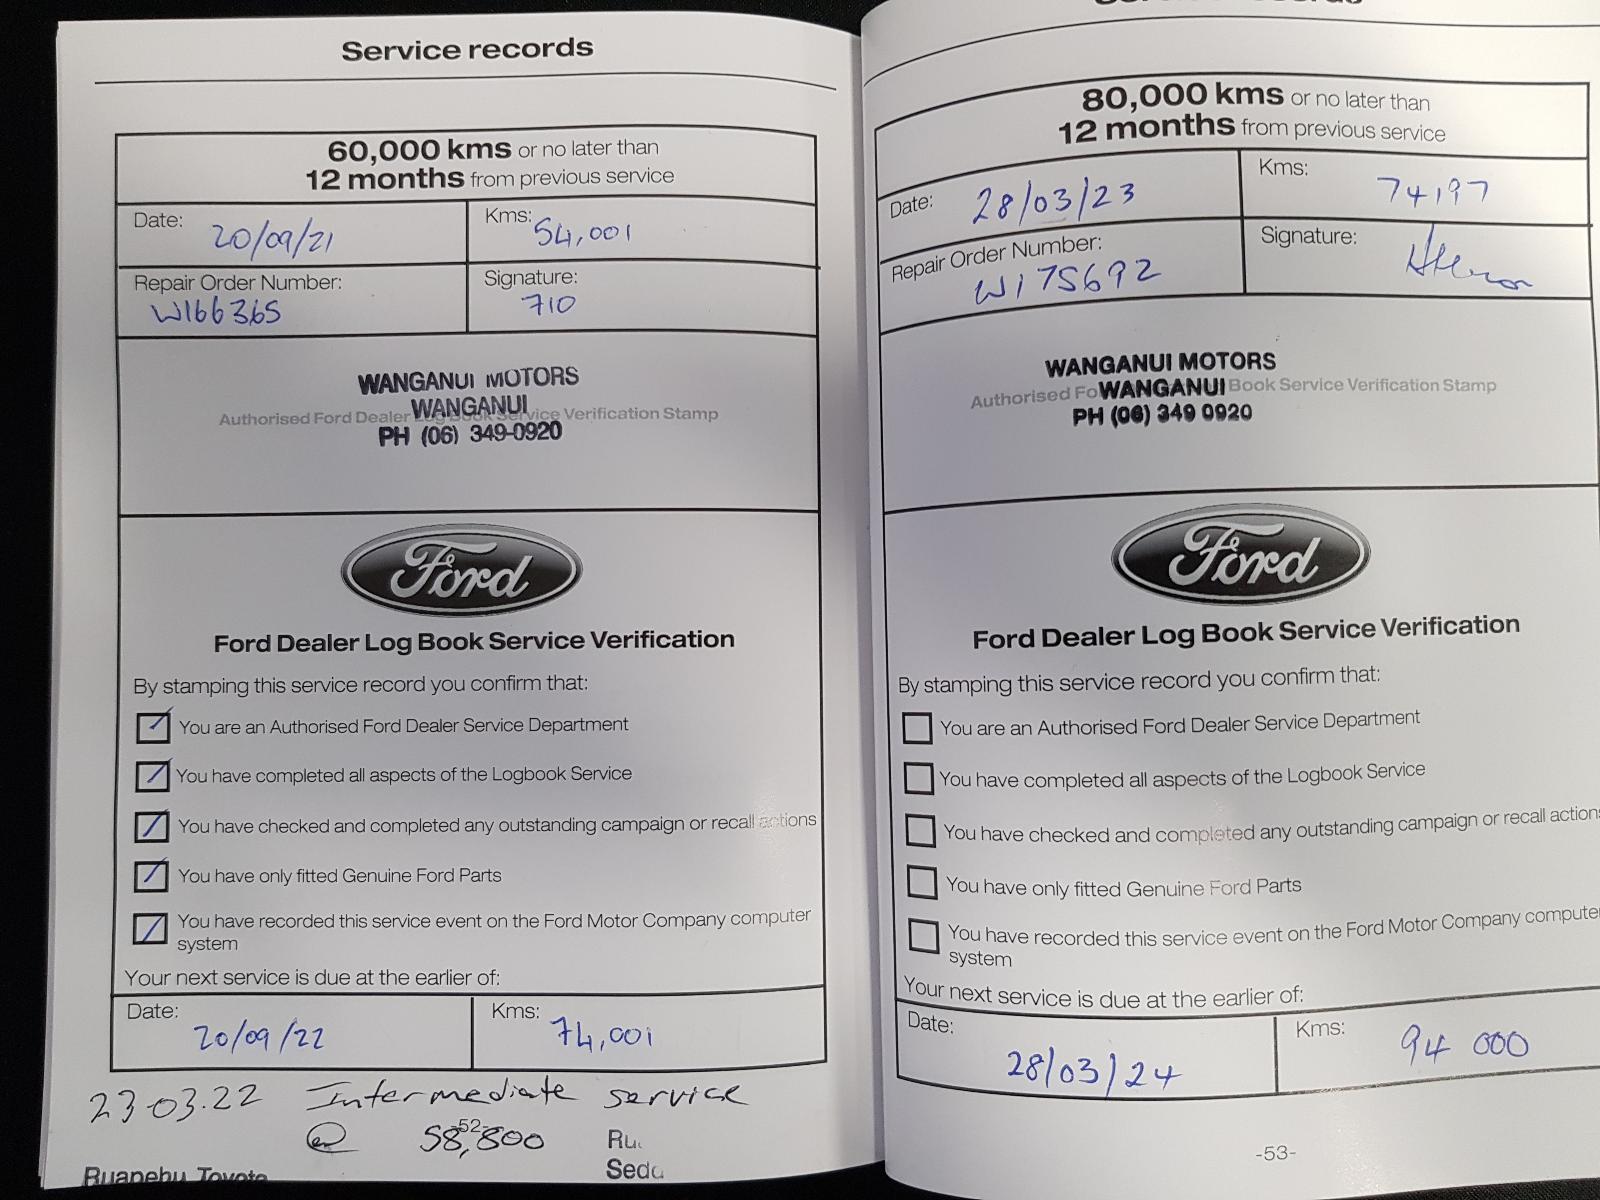 Service records
60,000 kms or no later than
12 months from previous service
Date: 20/09/21
Kms: 54,001
Repair Order Number: W166365
Signature: 710
WANGANUI MOTORS
WANGANUI
Authorised Ford Dealer Log Book Service Verification Stamp
PH (06) 349-0920
Ford
Ford Dealer Log Book Service Verification
By stamping this service record you confirm that:
You are an Authorised Ford Dealer Service Department
You have completed all aspects of the Logbook Service
You have checked and completed any outstanding campaign or recall actions
You have only fitted Genuine Ford Parts
You have recorded this service event on the Ford Motor Company computer
system
Your next service is due at the earlier of:
Date: 20/09/22
Kms: 74,001
23.03.22 Intermediate service
@ 58,800
-52-
Ruapehu Toyota
80,000 kms or no later than
12 months from previous service
Date: 28/03/23
Kms: 74197
Repair Order Number: W175692
Signature:
WANGANUI MOTORS
WANGANUI
Authorised Fo Book Service Verification Stamp
PH (06) 349 0920
Ford
Ford Dealer Log Book Service Verification
By stamping this service record you confirm that:
You are an Authorised Ford Dealer Service Department
You have completed all aspects of the Logbook Service
You have checked and completed any outstanding campaign or recall actions
You have only fitted Genuine Ford Parts
You have recorded this service event on the Ford Motor Company computer
system
Your next service is due at the earlier of:
Date: 28/03/24
Kms: 94 000
-53-